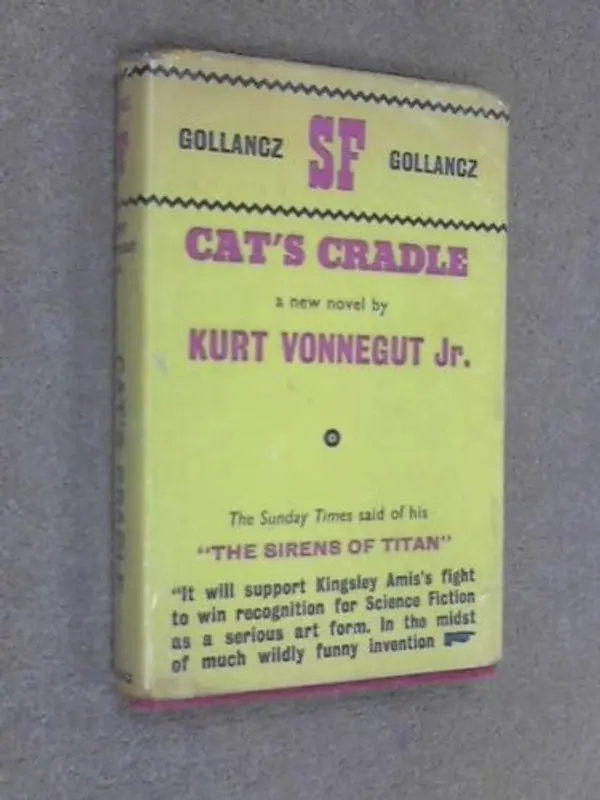 GOLLANCZ SF GOLLANCZ
CAT'S CRADLE
a new novel by
KURT VONNEGUT Jr.
The Sunday Times said of his
"THE SIRENS OF TITAN"
"It will support Kingsley Amis's fight
to win recognition for Science Fiction
as a serious art form. In the midst
of much wildly funny invention
CAT'S CRADLE